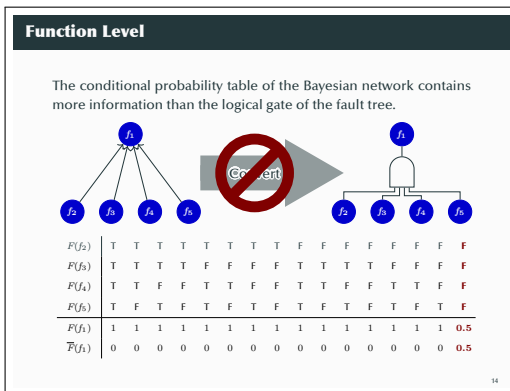 Function Level
The conditional probability table of the Bayesian network contains
more information than the logical gate of the fault tree.
f₁ f₁
Convert
f₂ f₃ f₄ f₅ f₂ f₃ f₄ f₅
F(f₂) T T T T T T T T F F F F F F F F
F(f₃) T T T T F F F F T T T T F F F F
F(f₄) T T F F T T F F T T F F T T F F
F(f₅) T F T F T F T F T F T F T F T F
F(f₁) 1 1 1 1 1 1 1 1 1 1 1 1 1 1 1 0.5
F̅(f₁) 0 0 0 0 0 0 0 0 0 0 0 0 0 0 0 0.5
14